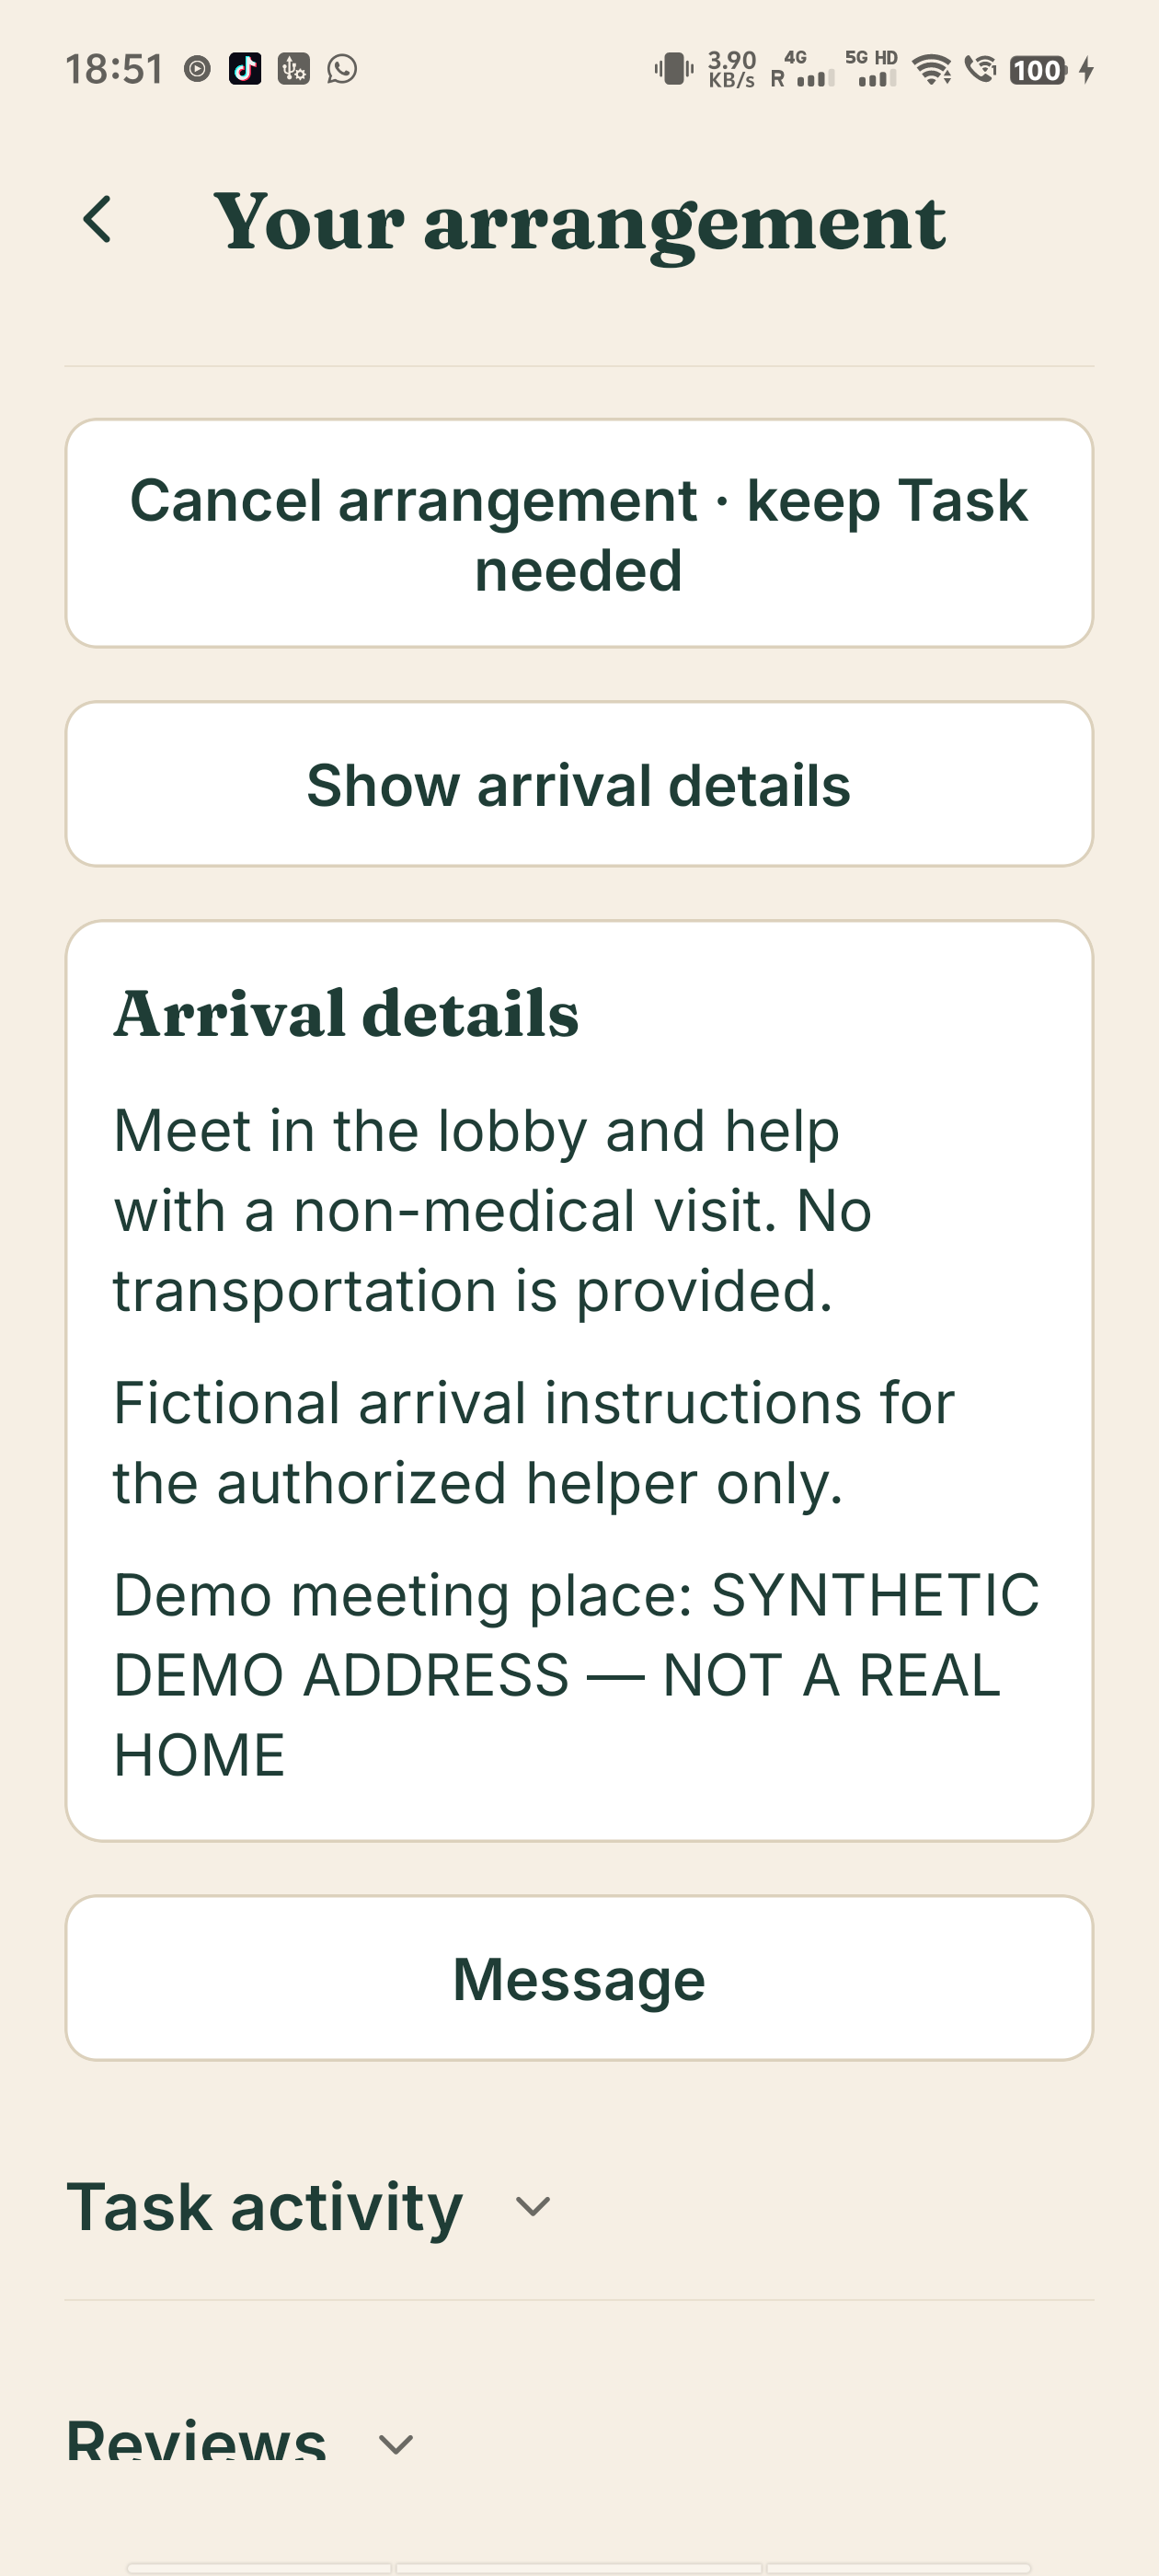 18:51
3.90
KB/s
R 4G
5G HD
100
Your arrangement
Cancel arrangement · keep Task
needed
Show arrival details
Arrival details
Meet in the lobby and help
with a non-medical visit. No
transportation is provided.
Fictional arrival instructions for
the authorized helper only.
Demo meeting place: SYNTHETIC
DEMO ADDRESS — NOT A REAL
HOME
Message
Task activity
Reviews